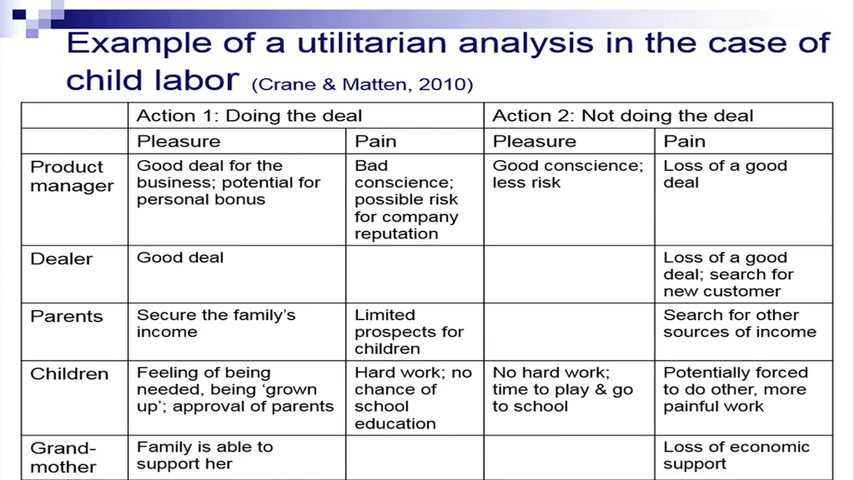 Example of a utilitarian analysis in the case of
child labor (Crane & Matten, 2010)
Action 1: Doing the deal
Action 2: Not doing the deal
Pleasure
Pain
Pleasure
Pain
Product
manager
Good deal for the
business; potential for
personal bonus
Bad
conscience;
possible risk
for company
reputation
Good conscience;
less risk
Loss of a good
deal
Dealer
Good deal
Loss of a good
deal; search for
new customer
Parents
Secure the family's
income
Limited
prospects for
children
Search for other
sources of income
Children
Feeling of being
needed, being ‘grown
up’; approval of parents
Hard work; no
chance of
school
education
No hard work;
time to play & go
to school
Potentially forced
to do other, more
painful work
Grand-
mother
Family is able to
support her
Loss of economic
support